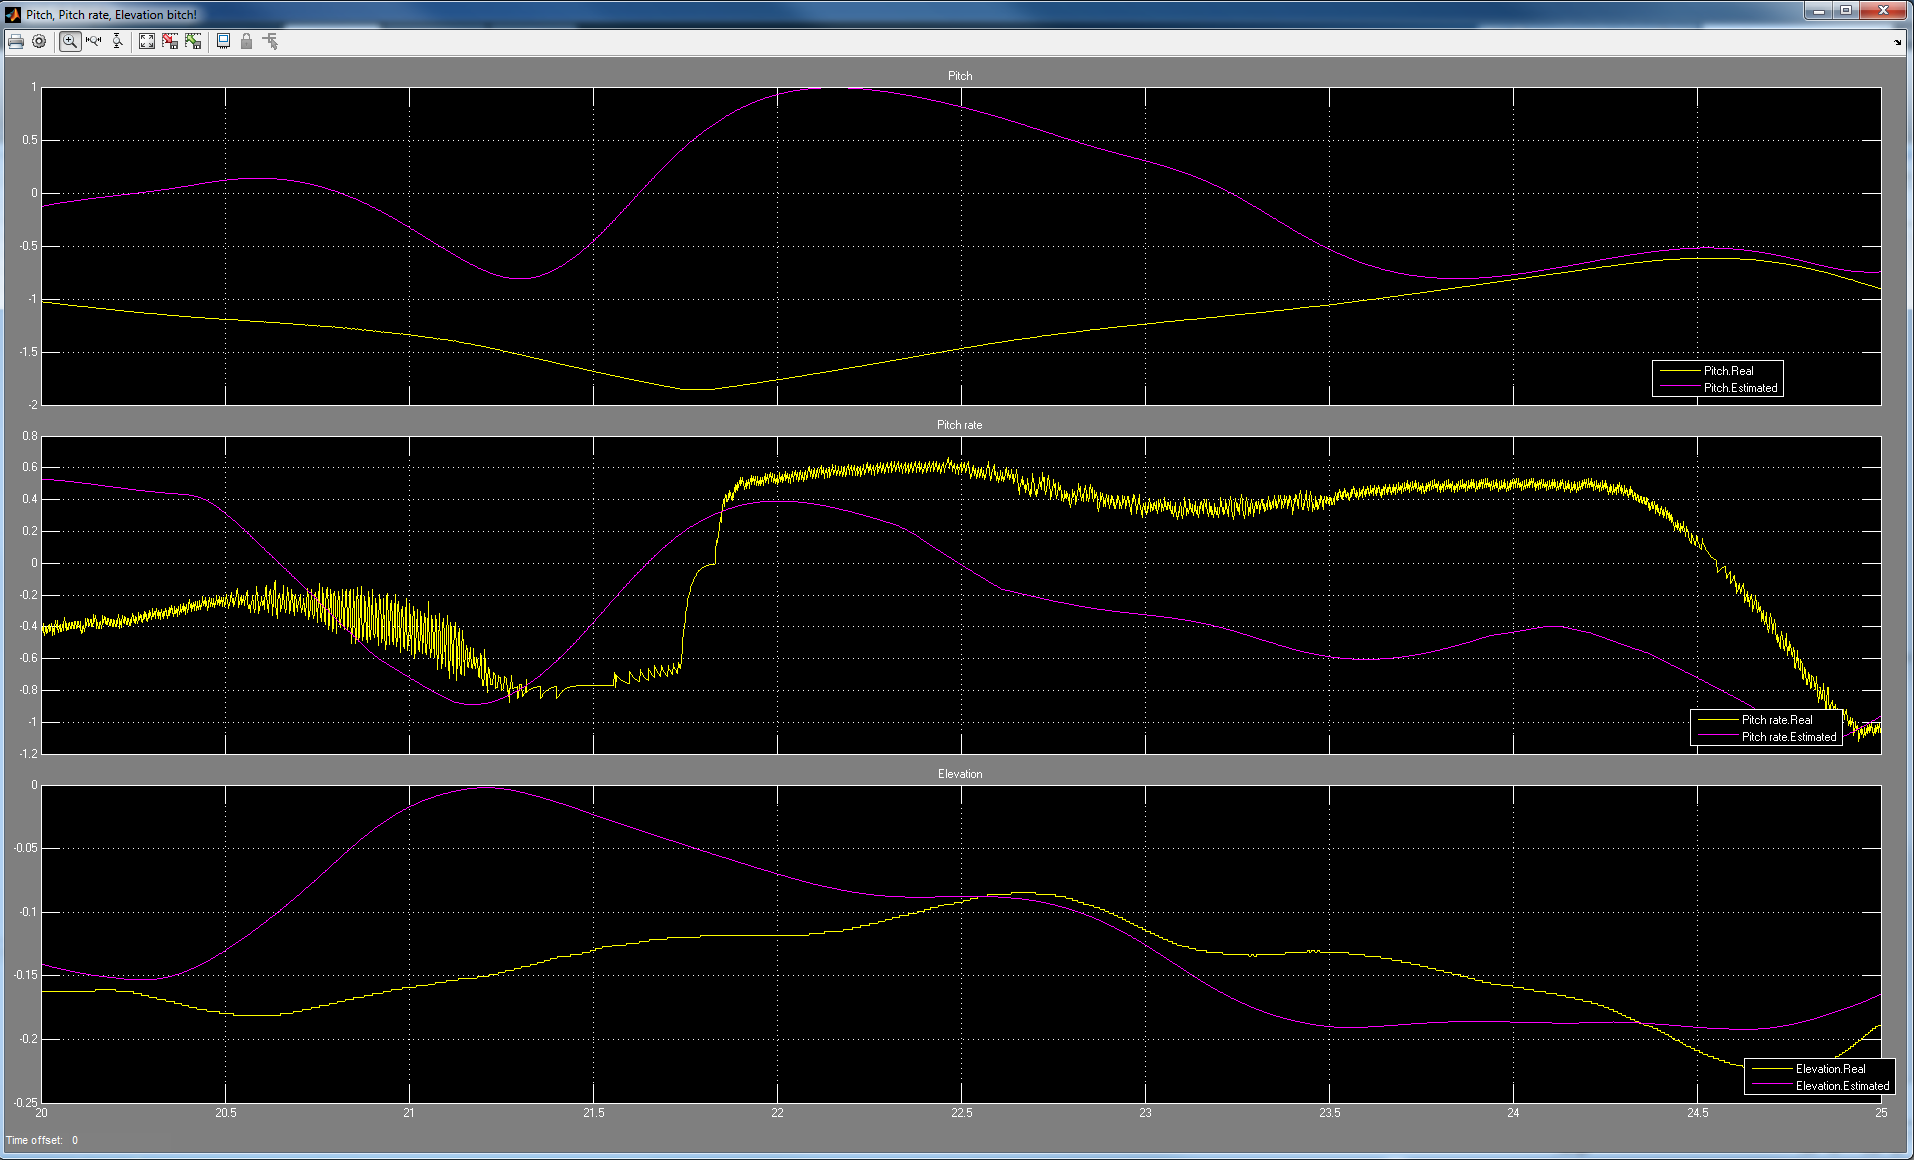 Pitch, Pitch rate, Elevation bitch!
Pitch
1
0.5
0
-0.5
-1
-1.5
-2
Pitch.Real
Pitch.Estimated
Pitch rate
0.8
0.6
0.4
0.2
0
-0.2
-0.4
-0.6
-0.8
-1
-1.2
Pitch rate.Real
Pitch rate.Estimated
Elevation
0
-0.05
-0.1
-0.15
-0.2
-0.25
Elevation.Real
Elevation.Estimated
20 20.5 21 21.5 22 22.5 23 23.5 24 24.5 25
Time offset: 0